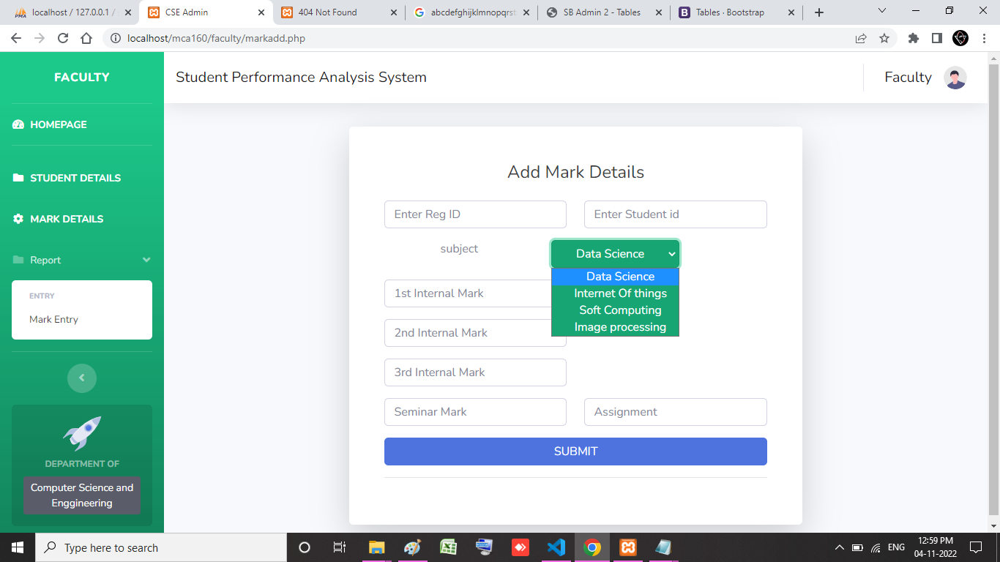 localhost / 127.0.0.1 /
CSE Admin
404 Not Found
abcdefghijklmnopqrst
SB Admin 2 - Tables
Tables · Bootstrap
localhost/mca160/faculty/markadd.php
FACULTY
Student Performance Analysis System
Faculty
HOMEPAGE
STUDENT DETAILS
MARK DETAILS
Report
ENTRY
Mark Entry
DEPARTMENT OF
Computer Science and
Enggineering
Add Mark Details
Enter Reg ID
Enter Student id
subject
Data Science
Data Science
Internet Of things
Soft Computing
Image processing
1st Internal Mark
2nd Internal Mark
3rd Internal Mark
Seminar Mark
Assignment
SUBMIT
Type here to search
ENG
12:59 PM
04-11-2022